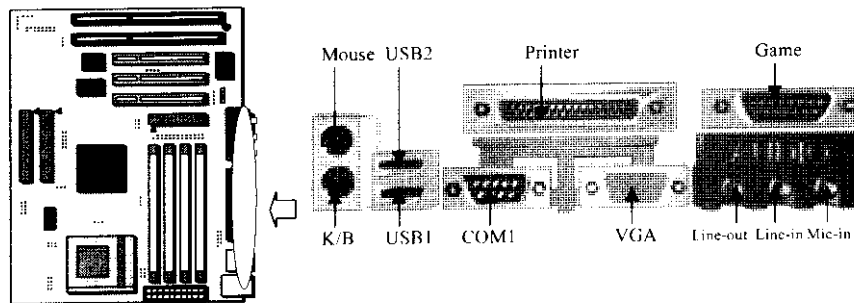 Mouse USB2 Printer Game
K/B USB1 COM1 VGA Line-out Line-in Mic-in